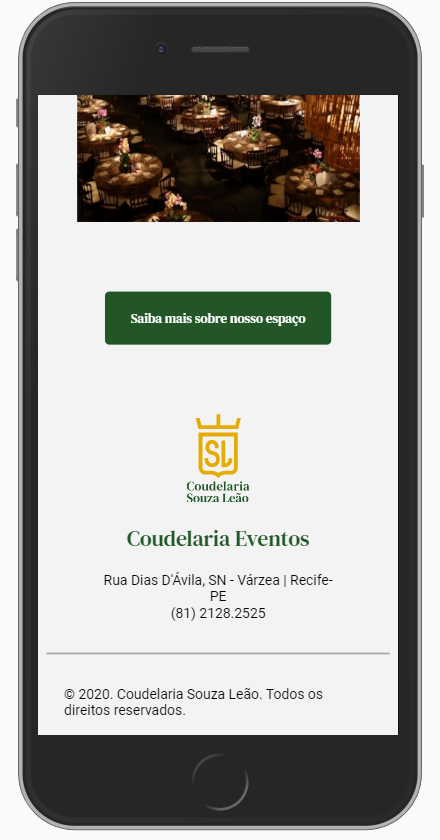 Saiba mais sobre nosso espaço
SL
Coudelaria
Souza Leão
Coudelaria Eventos
Rua Dias D'Ávila, SN - Várzea | Recife-
PE
(81) 2128.2525
© 2020. Coudelaria Souza Leão. Todos os
direitos reservados.